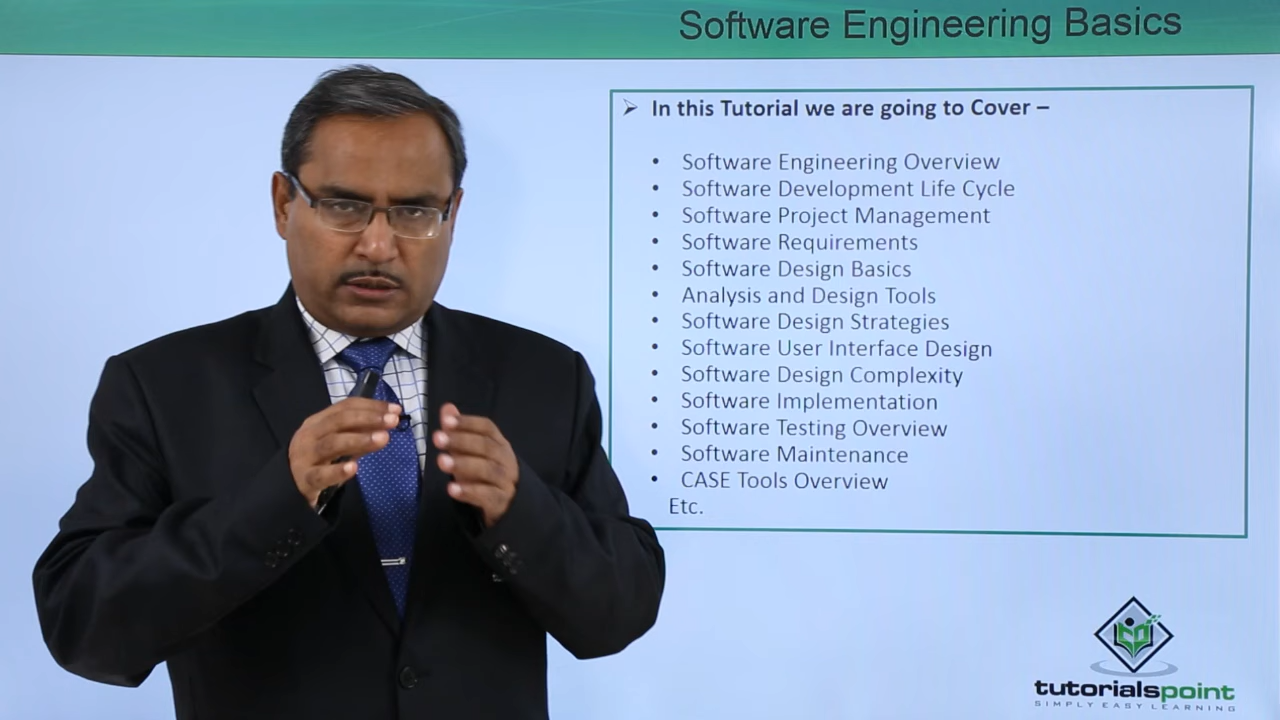 Software Engineering Basics
➢ In this Tutorial we are going to Cover –
• Software Engineering Overview
• Software Development Life Cycle
• Software Project Management
• Software Requirements
• Software Design Basics
• Analysis and Design Tools
• Software Design Strategies
• Software User Interface Design
• Software Design Complexity
• Software Implementation
• Software Testing Overview
• Software Maintenance
• CASE Tools Overview
Etc.
tutorialspoint
SIMPLY EASY LEARNING